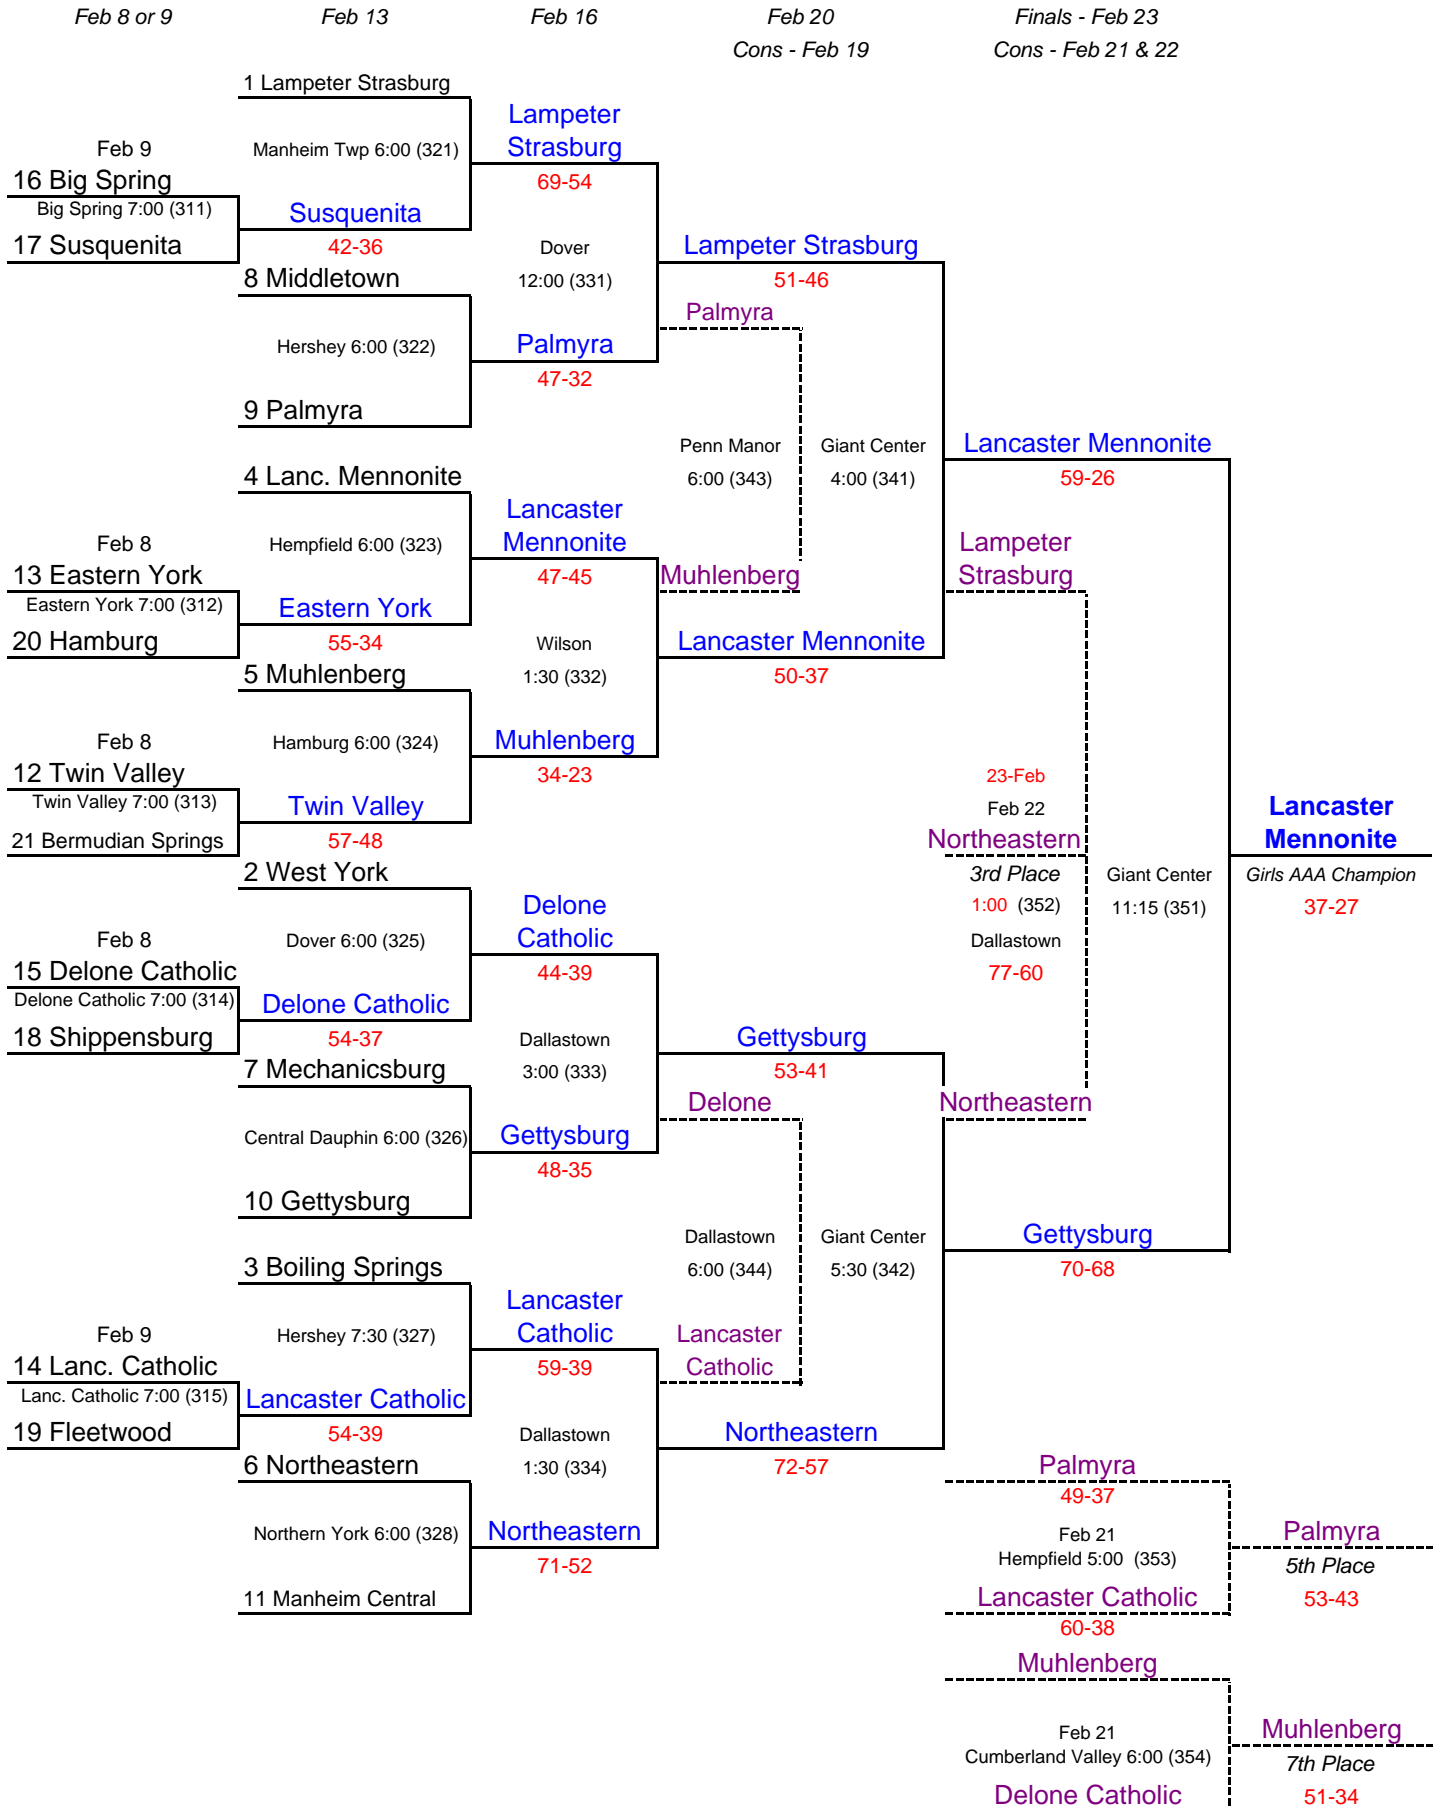 Feb 8 or 9
Feb 13
Feb 16
Feb 20
Finals - Feb 23
Cons - Feb 19
Cons - Feb 21 & 22
1 Lampeter Strasburg
Manheim Twp 6:00 (321)
Lampeter
Strasburg
69-54
Feb 9
16 Big Spring
Big Spring 7:00 (311)
17 Susquenita
Susquenita
42-36
8 Middletown
Dover
12:00 (331)
Lampeter Strasburg
51-46
Palmyra
Hershey 6:00 (322)
Palmyra
47-32
9 Palmyra
Penn Manor
6:00 (343)
Giant Center
4:00 (341)
Lancaster Mennonite
59-26
4 Lanc. Mennonite
Lancaster
Mennonite
47-45
Feb 8
13 Eastern York
Eastern York 7:00 (312)
20 Hamburg
Hempfield 6:00 (323)
Eastern York
55-34
Muhlenberg
Lampeter
Strasburg
Wilson
1:30 (332)
Lancaster Mennonite
50-37
5 Muhlenberg
Feb 8
12 Twin Valley
Twin Valley 7:00 (313)
21 Bermudian Springs
Hamburg 6:00 (324)
Muhlenberg
34-23
Twin Valley
57-48
23-Feb
Feb 22
Northeastern
3rd Place
1:00 (352)
Dallastown
77-60
Giant Center
11:15 (351)
Lancaster
Mennonite
Girls AAA Champion
37-27
2 West York
Delone
Catholic
44-39
Feb 8
15 Delone Catholic
Delone Catholic 7:00 (314)
18 Shippensburg
Dover 6:00 (325)
Delone Catholic
54-37
Dallastown
3:00 (333)
Gettysburg
53-41
7 Mechanicsburg
Delone
Northeastern
Central Dauphin 6:00 (326)
Gettysburg
48-35
10 Gettysburg
Dallastown
6:00 (344)
Giant Center
5:30 (342)
Gettysburg
70-68
3 Boiling Springs
Lancaster
Catholic
59-39
Feb 9
14 Lanc. Catholic
Lanc. Catholic 7:00 (315)
19 Fleetwood
Hershey 7:30 (327)
Lancaster Catholic
54-39
Lancaster
Catholic
Dallastown
1:30 (334)
Northeastern
72-57
6 Northeastern
Northern York 6:00 (328)
Northeastern
71-52
11 Manheim Central
Palmyra
49-37
Feb 21
Hempfield 5:00 (353)
Lancaster Catholic
60-38
Palmyra
5th Place
53-43
Muhlenberg
Feb 21
Cumberland Valley 6:00 (354)
Delone Catholic
Muhlenberg
7th Place
51-34